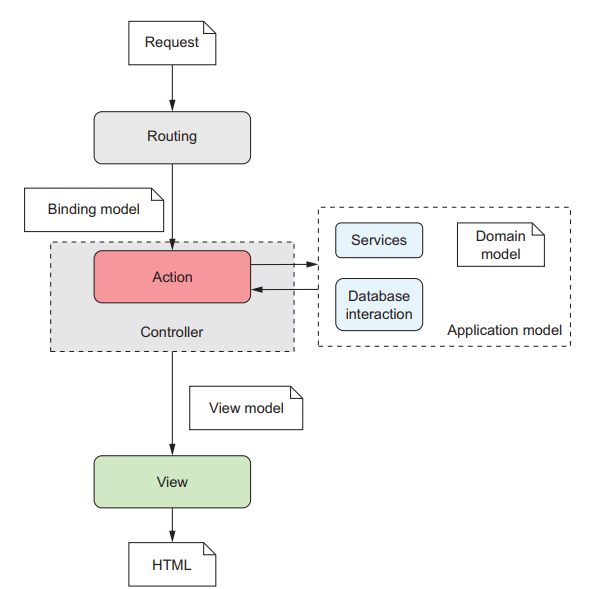 Request
Routing
Binding model
Action
Controller
Services
Domain
model
Database
interaction
Application model
View model
View
HTML